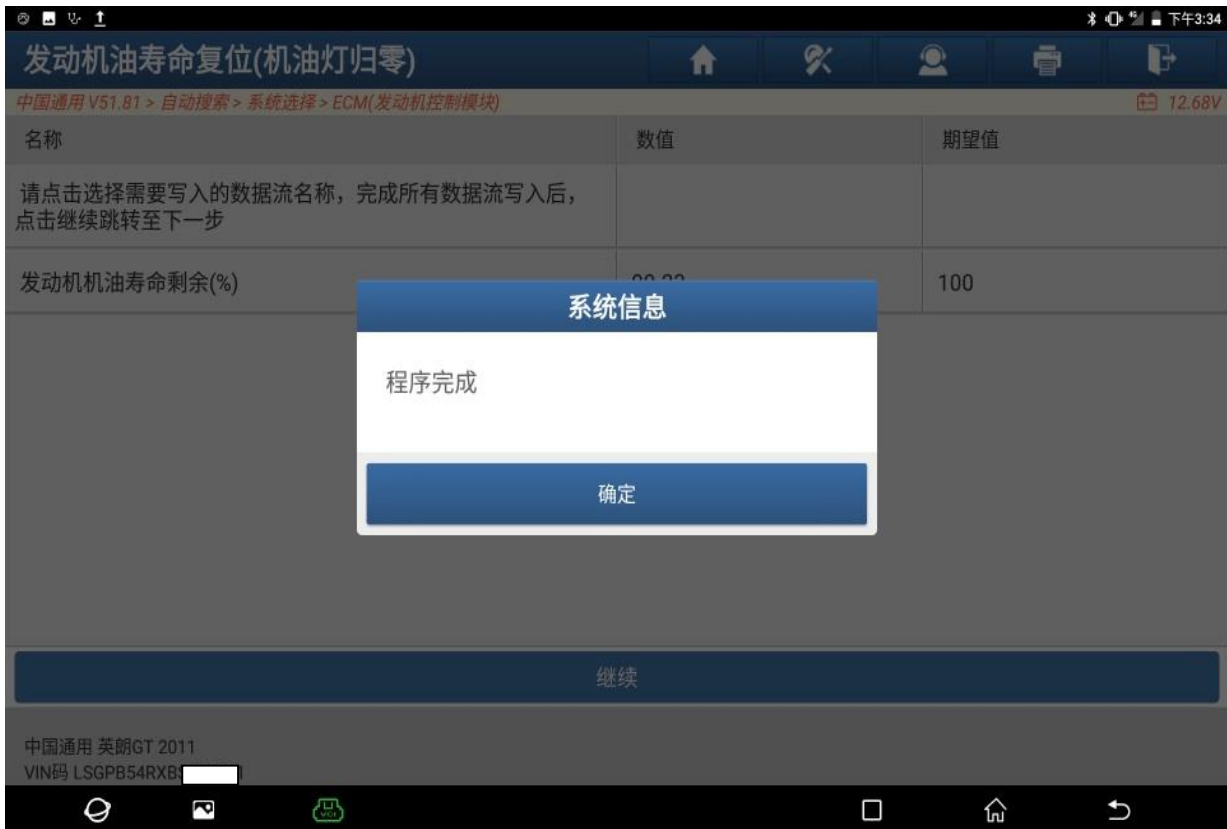 下午3:34
发动机油寿命复位(机油灯归零)
中国通用 V51.81 > 自动搜索 > 系统选择 > ECM(发动机控制模块)
12.68V
名称 数值 期望值
请点击选择需要写入的数据流名称，完成所有数据流写入后，
点击继续跳转至下一步
发动机机油寿命剩余(%) 100
系统信息
程序完成
确定
继续
中国通用 英朗GT 2011
VIN码 LSGPB54RXB
VCI